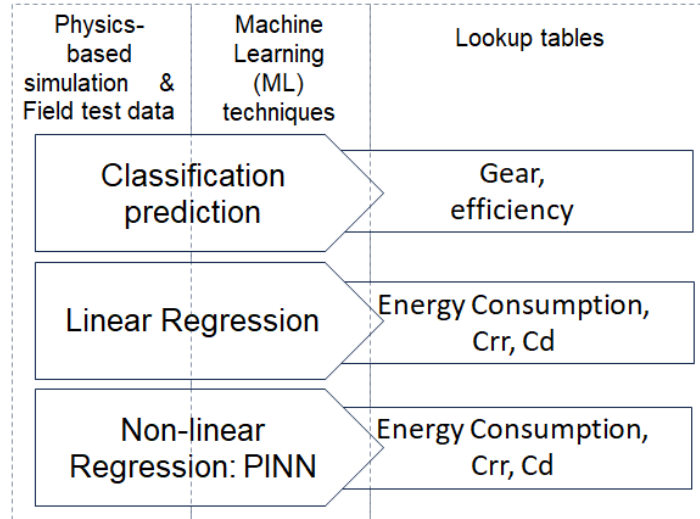 Physics-
based
simulation &
Field test data
Machine
Learning
(ML)
techniques
Lookup tables
Classification
prediction
Gear,
efficiency
Linear Regression
Energy Consumption,
Crr, Cd
Non-linear
Regression: PINN
Energy Consumption,
Crr, Cd